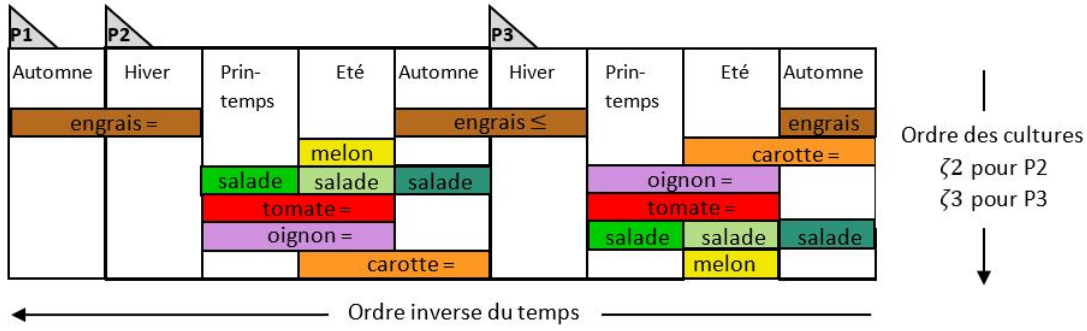 P1 P2 P3
Automne Hiver Prin- Eté Automne Hiver Prin- Eté Automne
temps temps
engrais = engrais ≤ engrais
melon carotte =
salade salade salade oignon =
tomate = tomate =
oignon = salade salade salade
carotte = melon
Ordre des cultures
ζ2 pour P2
ζ3 pour P3
Ordre inverse du temps